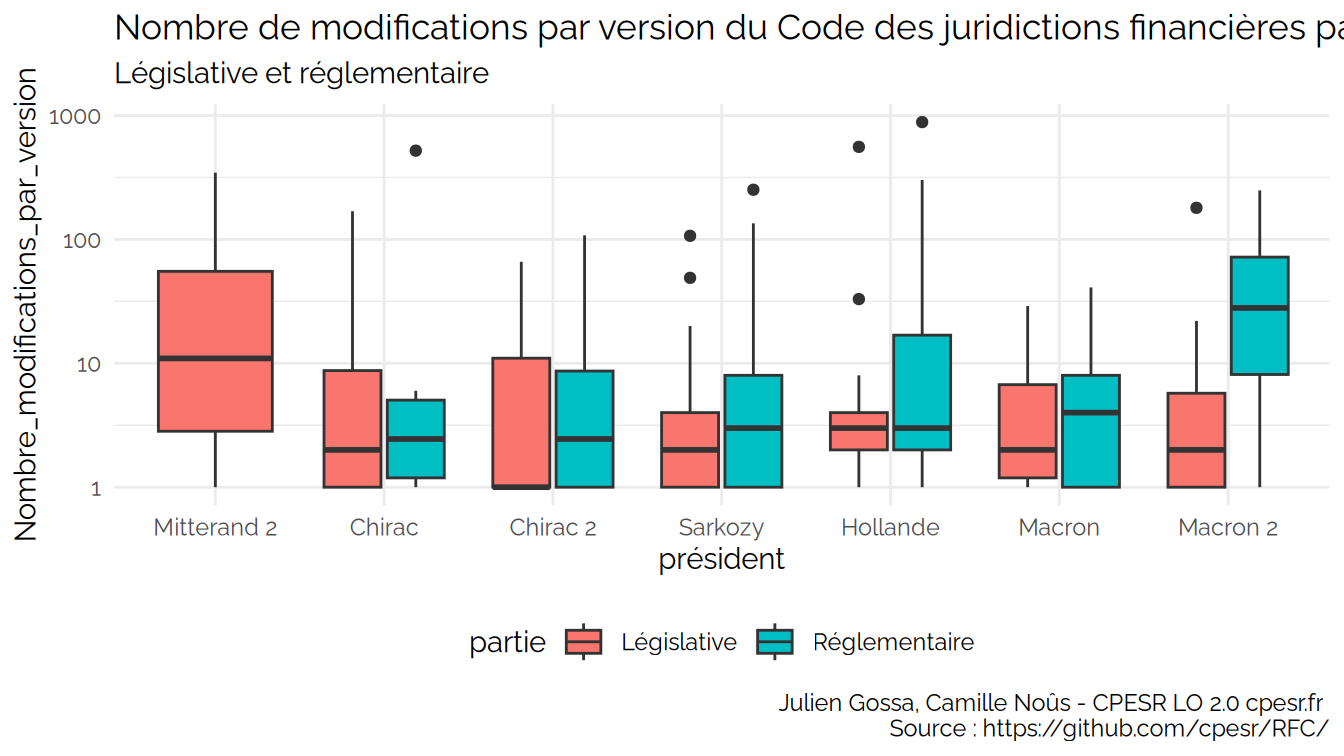 Nombre de modifications par version du Code des juridictions financières pa
Législative et réglementaire
Nombre_modifications_par_version
1000
100
10
1
Mitterand 2 Chirac Chirac 2 Sarkozy Hollande Macron Macron 2
président
partie Législative Réglementaire
Julien Gossa, Camille Noûs - CPESR LO 2.0 cpesr.fr
Source : https://github.com/cpesr/RFC/